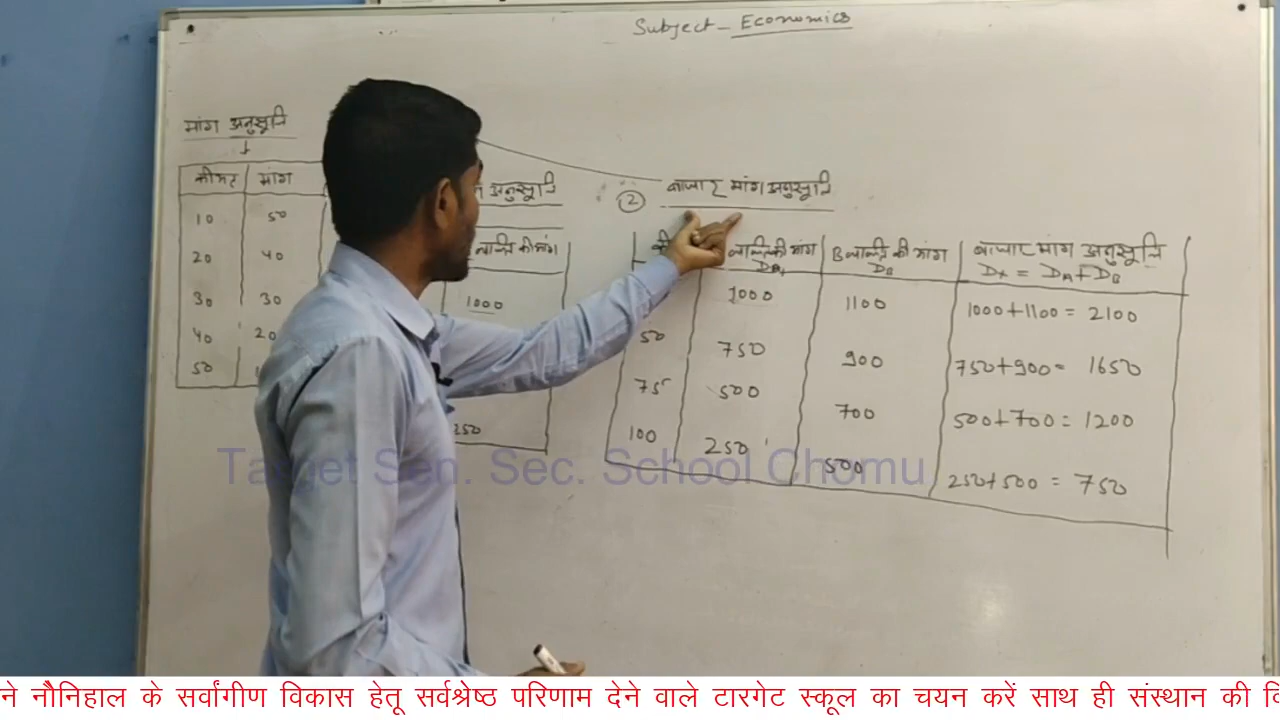 Subject - Economics
मांग अनुसूचि
कीमत मांग
10 50
20 40
30 30
40 20
50
अनुसूचि
व्यक्ति की मांग
1000
250
② बाजार मांग अनुसूचि
की व्यक्ति की मांग B व्यक्ति की मांग बाजार मांग अनुसूचि
DA DB Dx = DA + DB
1000 1100 1000+1100 = 2100
50 750 900 750+900 = 1650
75 500 700 500+700 = 1200
100 250 500 250+500 = 750
Target Sen. Sec. School Chomu
ने नौनिहाल के सर्वांगीण विकास हेतू सर्वश्रेष्ठ परिणाम देने वाले टारगेट स्कूल का चयन करें साथ ही संस्थान की वि